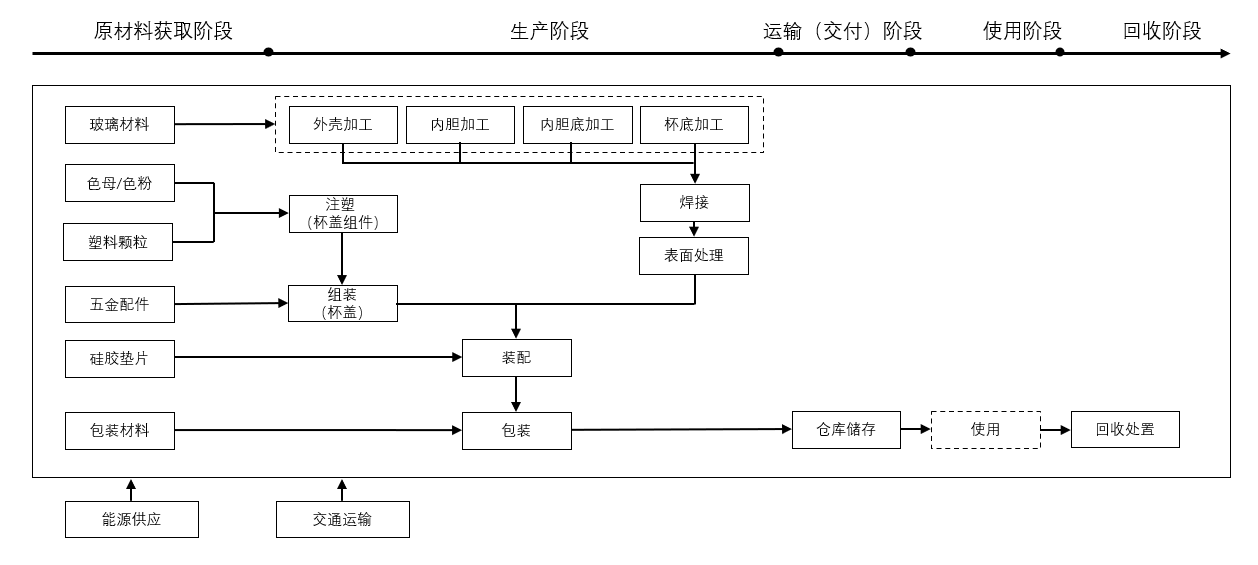 原材料获取阶段
生产阶段
运输（交付）阶段
使用阶段
回收阶段
玻璃材料
外壳加工
内胆加工
内胆底加工
杯底加工
色母/色粉
注塑
（杯盖组件）
焊接
塑料颗粒
表面处理
五金配件
组装
（杯盖）
硅胶垫片
装配
包装材料
包装
仓库储存
使用
回收处置
能源供应
交通运输